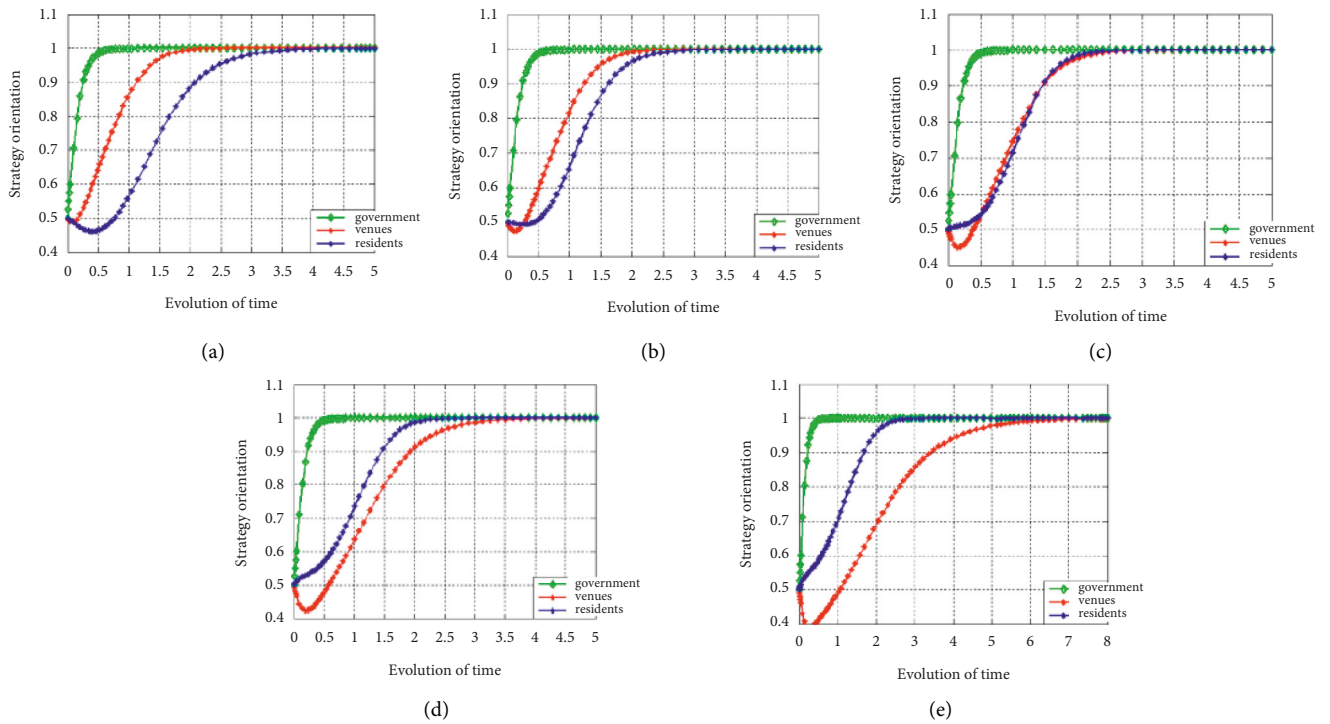 Strategy orientation
1.1
1
0.9
0.8
0.7
0.6
0.5
0.4
0 0.5 1 1.5 2 2.5 3 3.5 4 4.5 5
Evolution of time
government
venues
residents
(a)
Strategy orientation
1.1
1
0.9
0.8
0.7
0.6
0.5
0.4
0 0.5 1 1.5 2 2.5 3 3.5 4 4.5 5
Evolution of time
government
venues
residents
(b)
Strategy orientation
1.1
1
0.9
0.8
0.7
0.6
0.5
0.4
0 0.5 1 1.5 2 2.5 3 3.5 4 4.5 5
Evolution of time
government
venues
residents
(c)
Strategy orientation
1.1
1
0.9
0.8
0.7
0.6
0.5
0.4
0 0.5 1 1.5 2 2.5 3 3.5 4 4.5 5
Evolution of time
government
venues
residents
(d)
Strategy orientation
1.1
1
0.9
0.8
0.7
0.6
0.5
0.4
0 1 2 3 4 5 6 7 8
Evolution of time
government
venues
residents
(e)